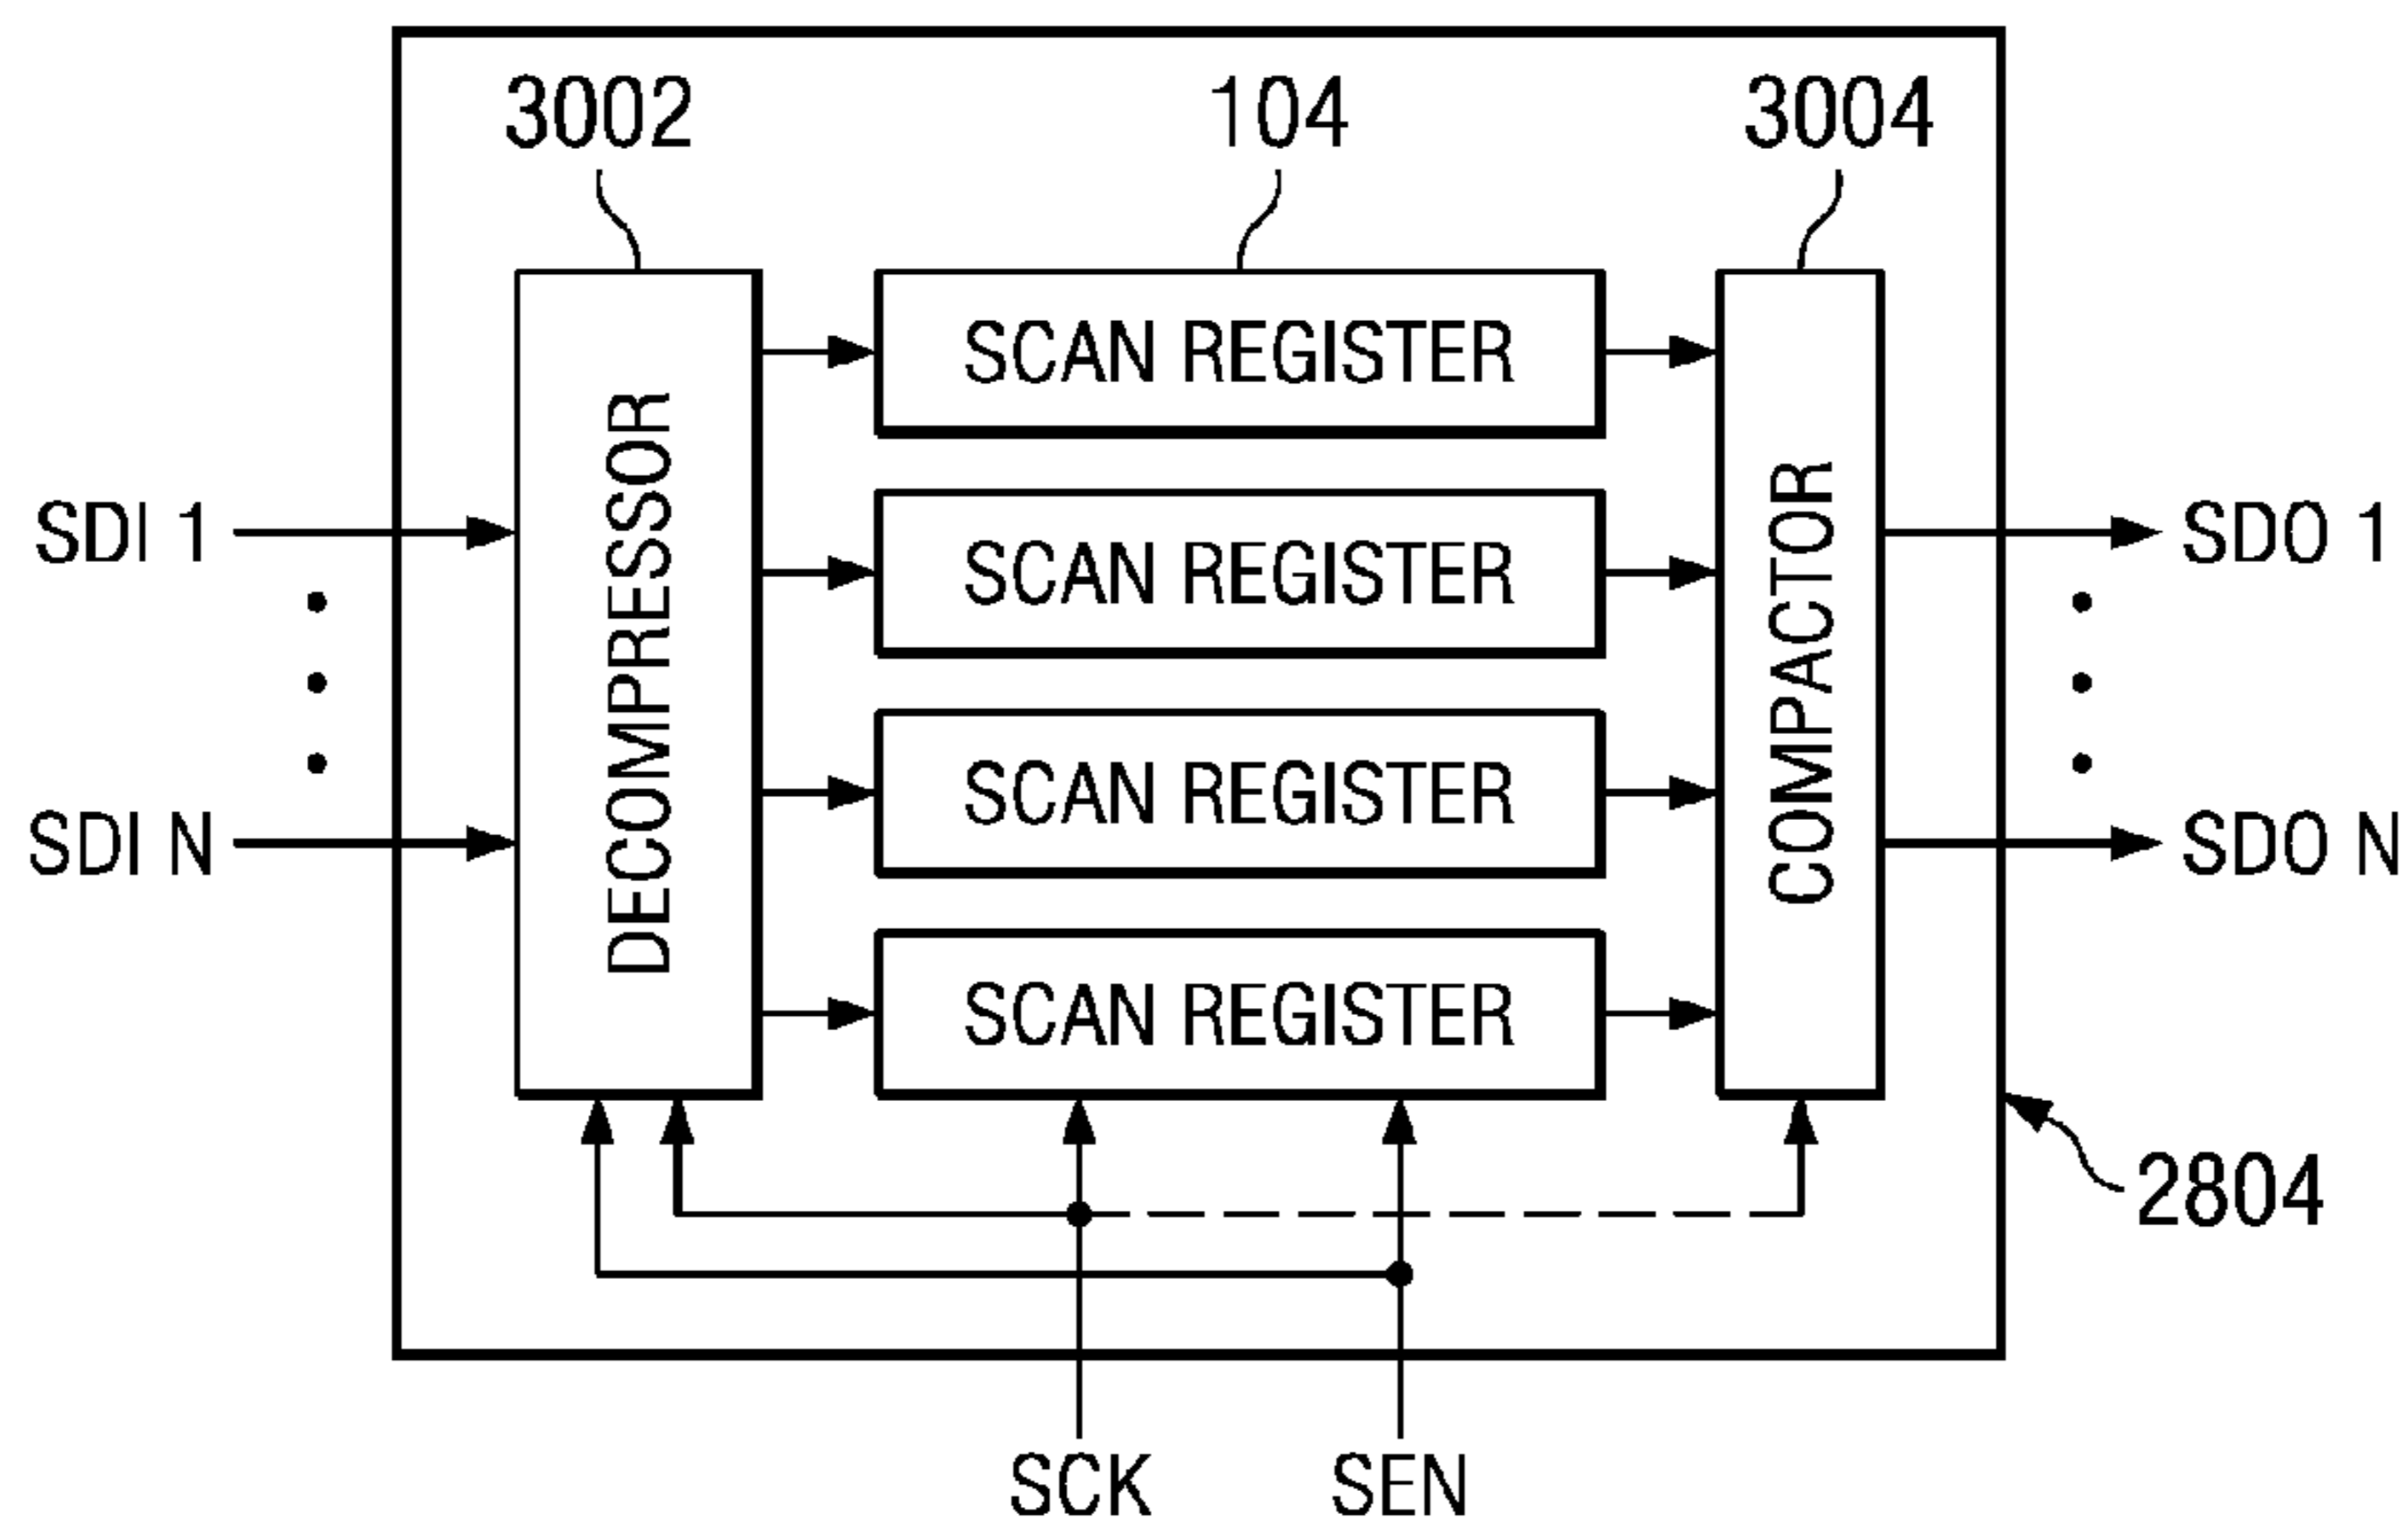 3002
104
3004
SCAN REGISTER
SCAN REGISTER
SCAN REGISTER
SCAN REGISTER
DECOMPRESSOR
COMPACTOR
SDI 1
SDI N
SDO 1
SDO N
2804
SCK
SEN